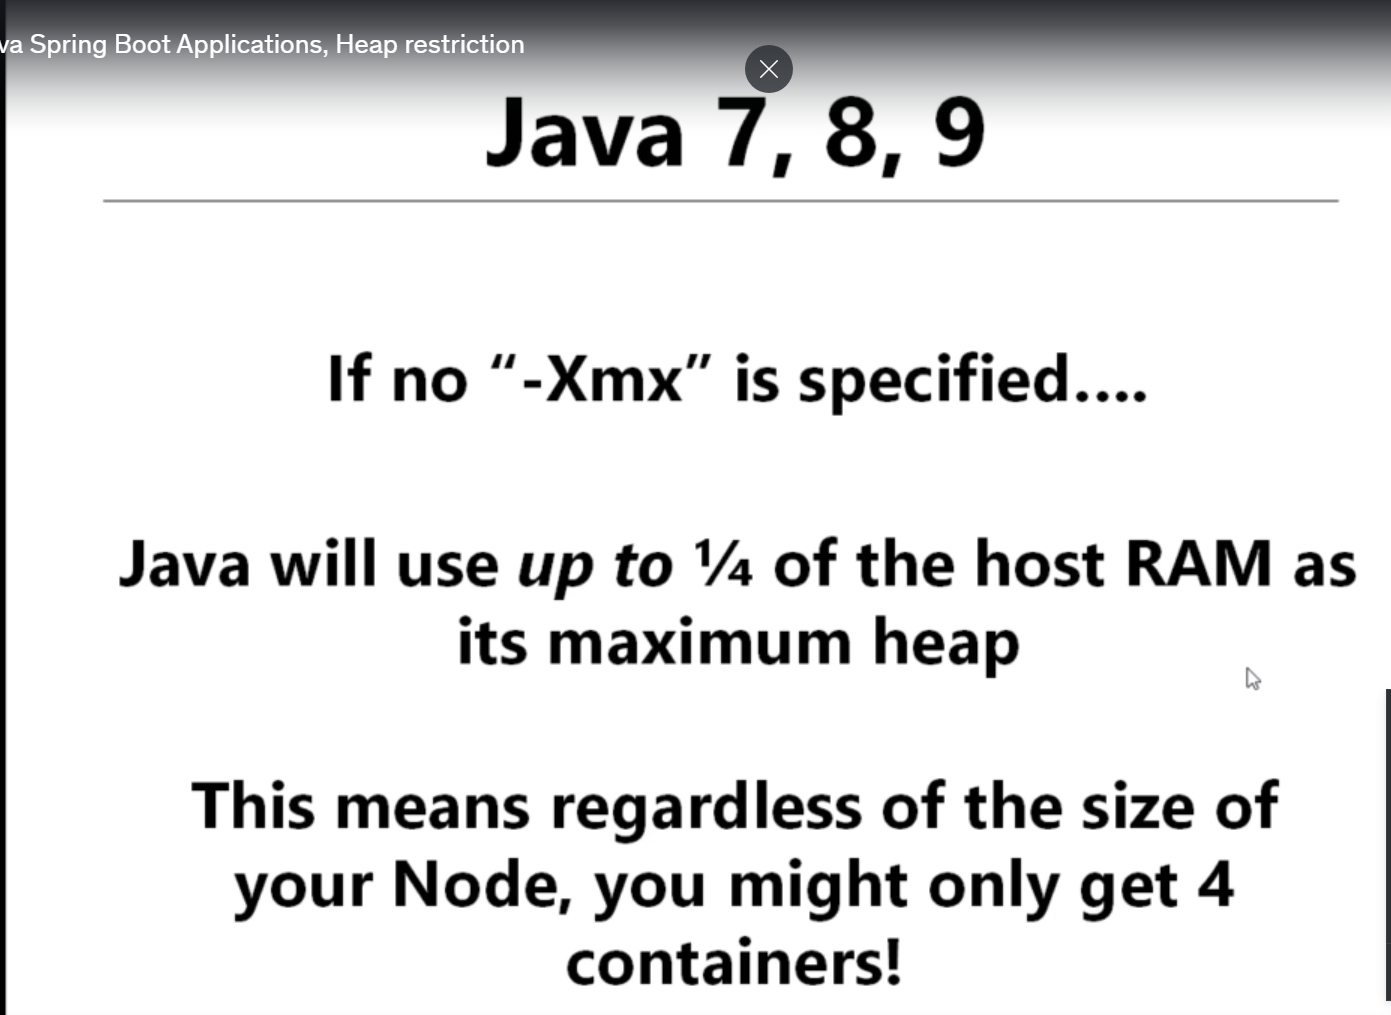 Spring Boot Applications, Heap restriction
Java 7, 8, 9
If no “-Xmx” is specified....
Java will use up to ¼ of the host RAM as
its maximum heap
This means regardless of the size of
your Node, you might only get 4
containers!